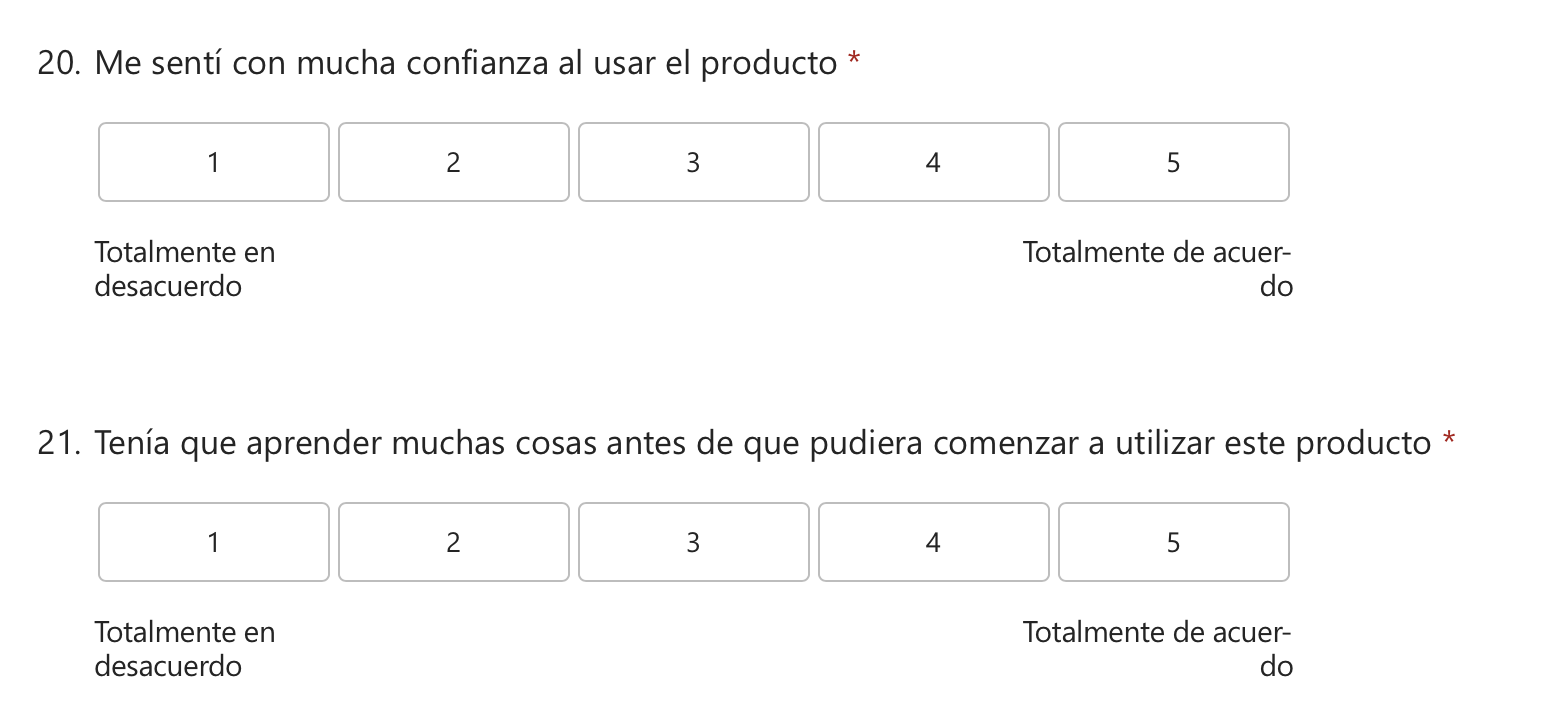 20. Me sentí con mucha confianza al usar el producto *
1 2 3 4 5
Totalmente en
desacuerdo
Totalmente de acuer-
do
21. Tenía que aprender muchas cosas antes de que pudiera comenzar a utilizar este producto *
1 2 3 4 5
Totalmente en
desacuerdo
Totalmente de acuer-
do